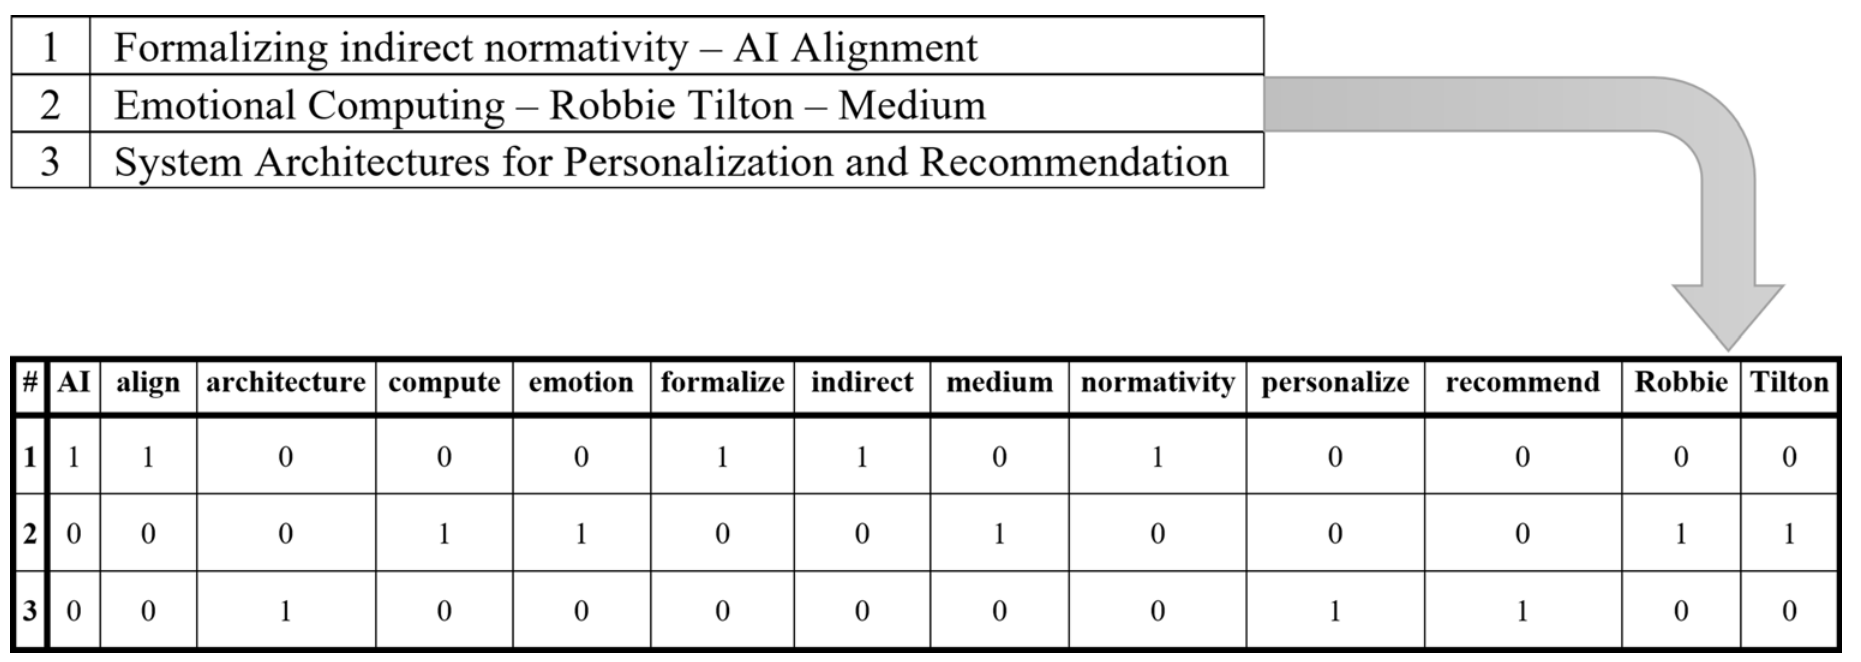 1 Formalizing indirect normativity – AI Alignment
2 Emotional Computing – Robbie Tilton – Medium
3 System Architectures for Personalization and Recommendation
# AI align architecture compute emotion formalize indirect medium normativity personalize recommend Robbie Tilton
1 1 1 0 0 0 1 1 0 1 0 0 0 0
2 0 0 0 1 1 0 0 1 0 0 0 1 1
3 0 0 1 0 0 0 0 0 0 1 1 0 0